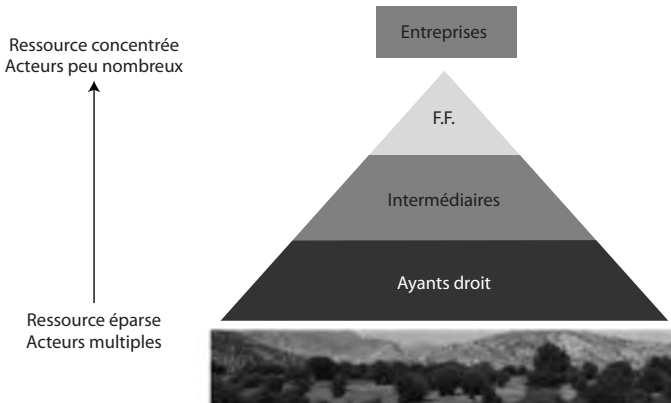 Ressource concentrée
Acteurs peu nombreux
Entreprises
F.F.
Intermédiaires
Ayants droit
Ressource éparse
Acteurs multiples